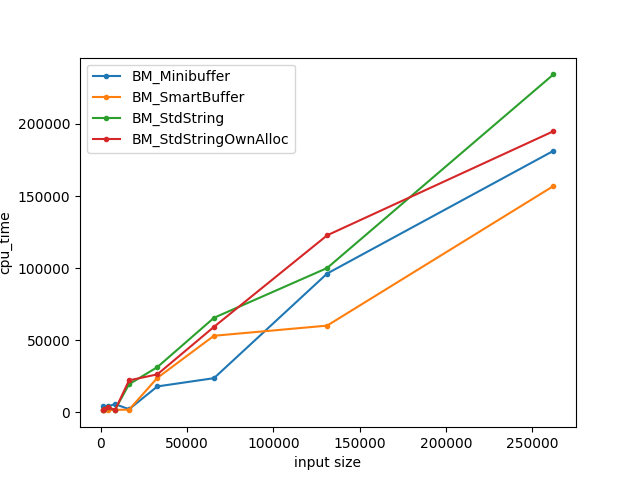 BM_Minibuffer
BM_SmartBuffer
BM_StdString
BM_StdStringOwnAlloc
cpu_time
200000
150000
100000
50000
0
0 50000 100000 150000 200000 250000
input size